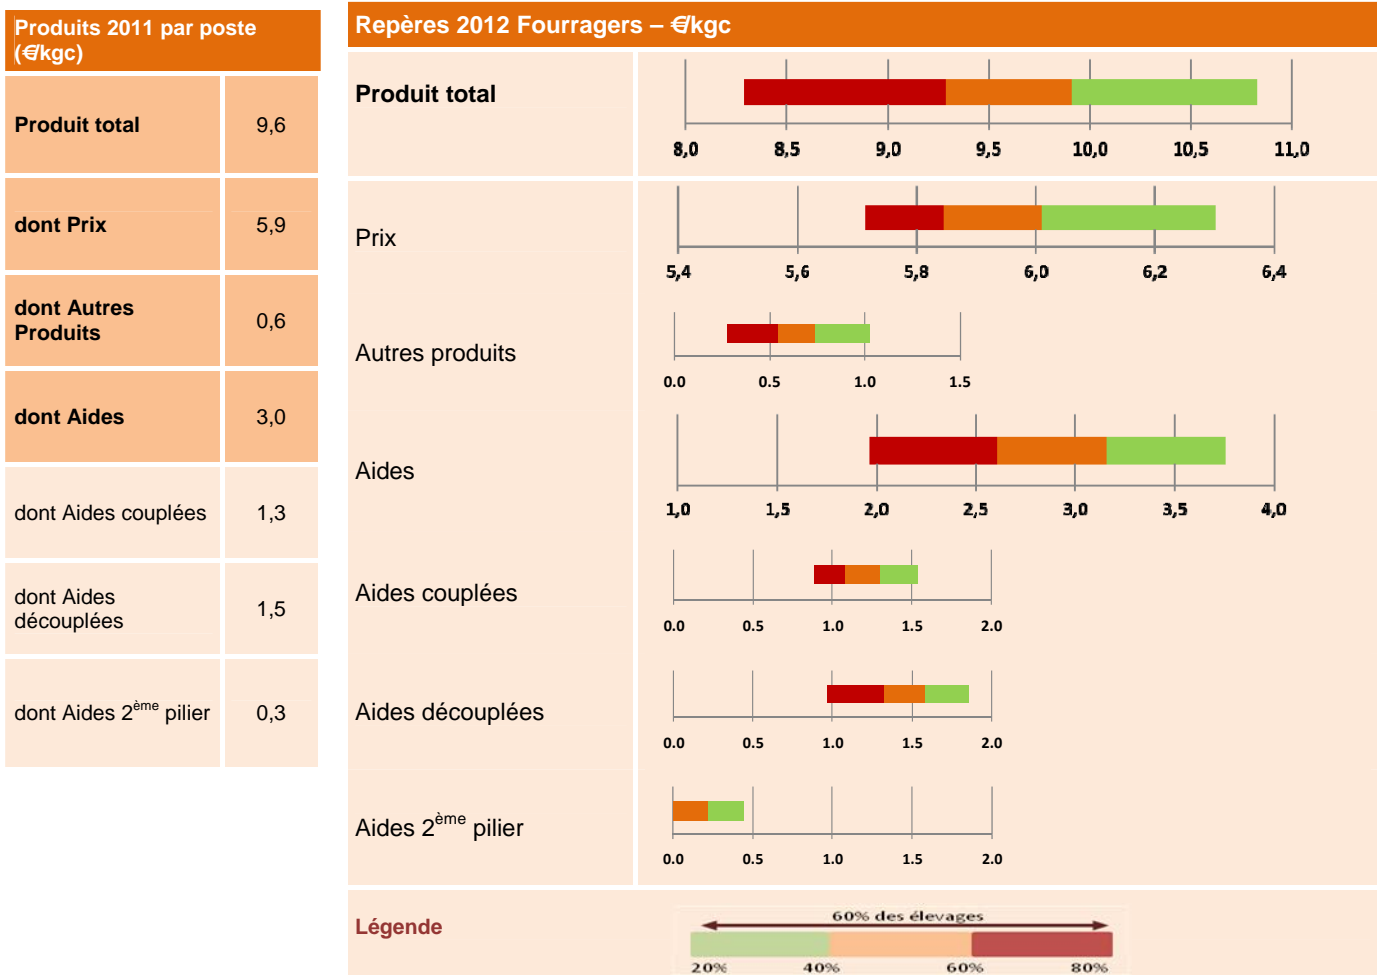 Produits 2011 par poste
(€/kgc)
Produit total 9,6
dont Prix 5,9
dont Autres
Produits 0,6
dont Aides 3,0
dont Aides couplées 1,3
dont Aides
découplées 1,5
dont Aides 2ème pilier 0,3
Repères 2012 Fourragers – €/kgc
Produit total
8,0 8,5 9,0 9,5 10,0 10,5 11,0
Prix
5,4 5,6 5,8 6,0 6,2 6,4
Autres produits
0.0 0.5 1.0 1.5
Aides
1,0 1,5 2,0 2,5 3,0 3,5 4,0
Aides couplées
0.0 0.5 1.0 1.5 2.0
Aides découplées
0.0 0.5 1.0 1.5 2.0
Aides 2ème pilier
0.0 0.5 1.0 1.5 2.0
Légende
60% des élevages
20% 40% 60% 80%